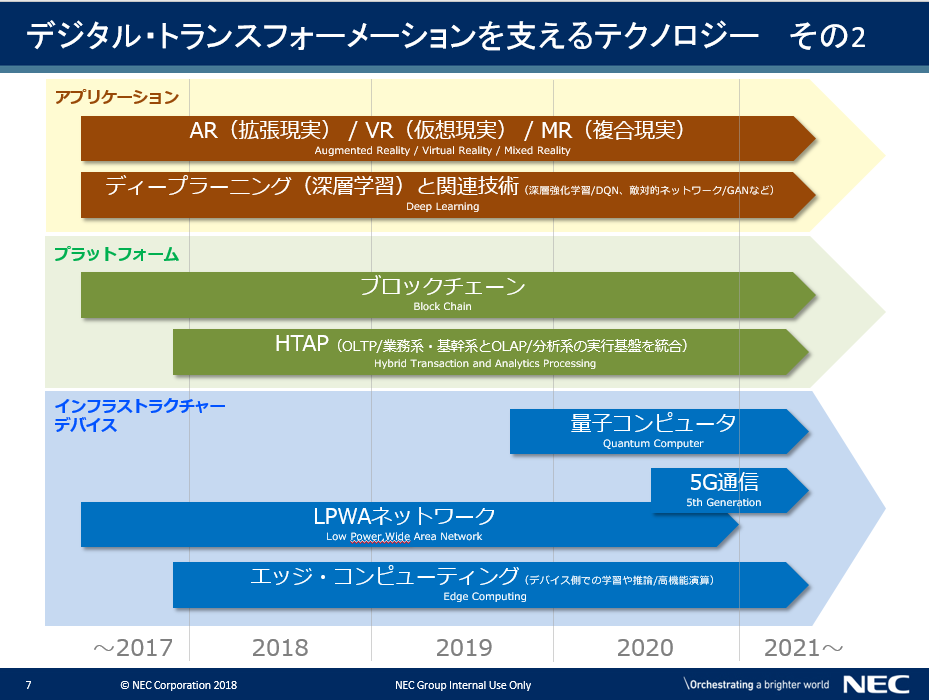 デジタル・トランスフォーメーションを支えるテクノロジー　その2
アプリケーション
AR（拡張現実） / VR（仮想現実） / MR（複合現実）
Augmented Reality / Virtual Reality / Mixed Reality
ディープラーニング（深層学習）と関連技術（深層強化学習/DQN、敵対的ネットワーク/GANなど）
Deep Learning
プラットフォーム
ブロックチェーン
Block Chain
HTAP（OLTP/業務系・基幹系とOLAP/分析系の実行基盤を統合）
Hybrid Transaction and Analytics Processing
インフラストラクチャー
デバイス
量子コンピュータ
Quantum Computer
5G通信
5th Generation
LPWAネットワーク
Low Power,Wide Area Network
エッジ・コンピューティング（デバイス側での学習や推論/高機能演算）
Edge Computing
～2017 2018 2019 2020 2021～
7 © NEC Corporation 2018 NEC Group Internal Use Only \Orchestrating a brighter world NEC